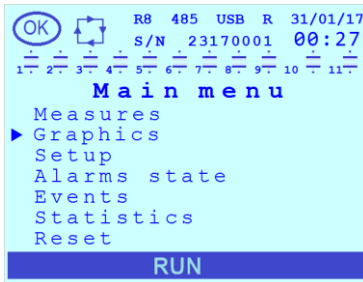 OK R8 485 USB R 31/01/17
S/N 23170001 00:27
1 2 3 4 5 6 7 8 9 10 11
Main menu
Measures
Graphics
Setup
Alarms state
Events
Statistics
Reset
RUN